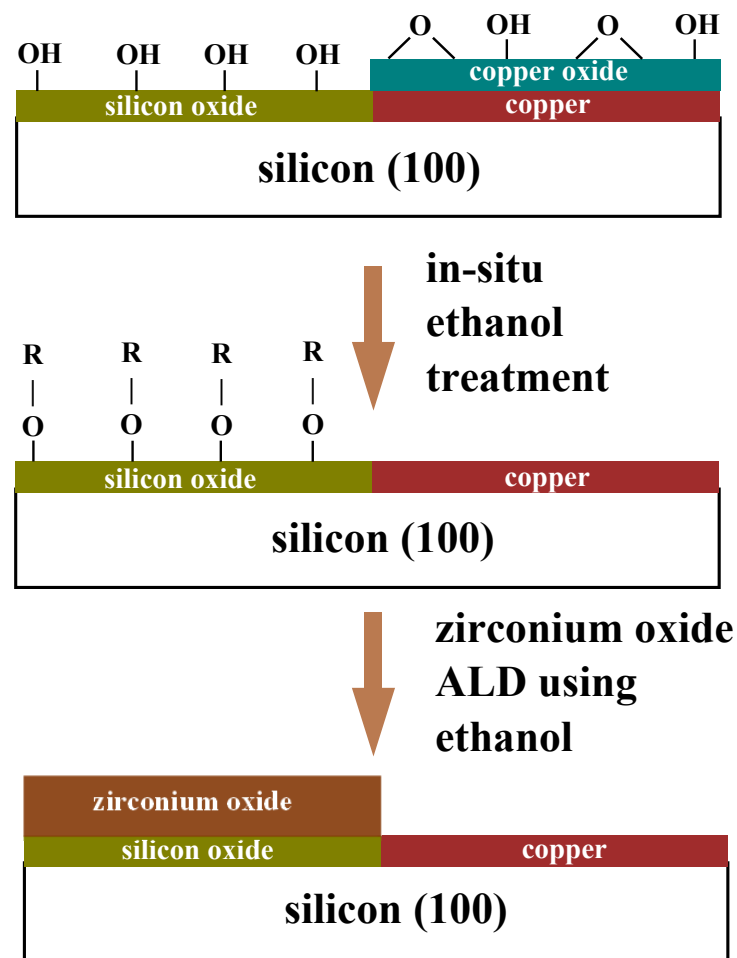 OH OH OH OH O OH O OH
copper oxide
silicon oxide copper
silicon (100)
in-situ
ethanol
treatment
R R R R
O O O O
silicon oxide copper
silicon (100)
zirconium oxide
ALD using
ethanol
zirconium oxide
silicon oxide copper
silicon (100)